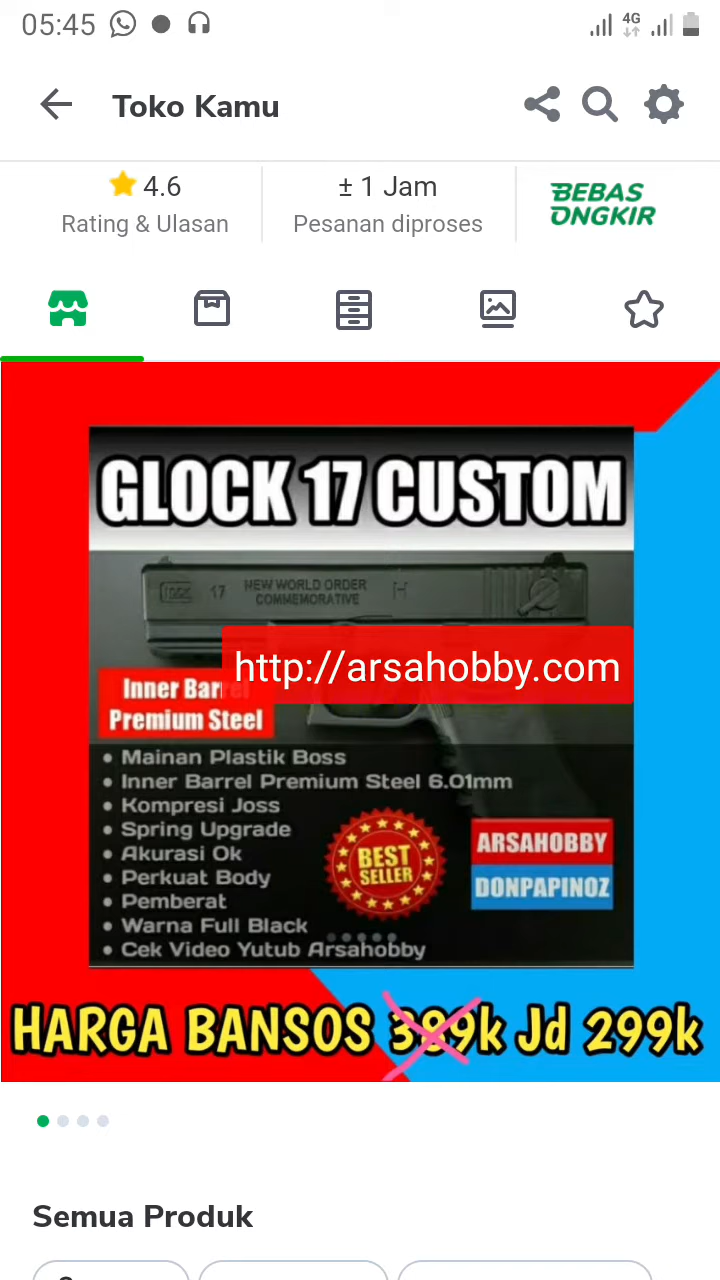 05:45
4G
Toko Kamu
4.6
± 1 Jam
BEBAS
ONGKIR
Rating & Ulasan
Pesanan diproses
GLOCK 17 CUSTOM
GLOCK 17 NEW WORLD ORDER
COMMEMORATIVE
http://arsahobby.com
Inner Barrel
Premium Steel
• Mainan Plastik Boss
• Inner Barrel Premium Steel 6.01mm
• Kompresi Joss
• Spring Upgrade
• Akurasi Ok
• Perkuat Body
• Pemberat
• Warna Full Black
• Cek Video Yutub Arsahobby
BEST
SELLER
ARSAHOBBY
DONPAPINOZ
HARGA BANSOS 389k Jd 299k
Semua Produk